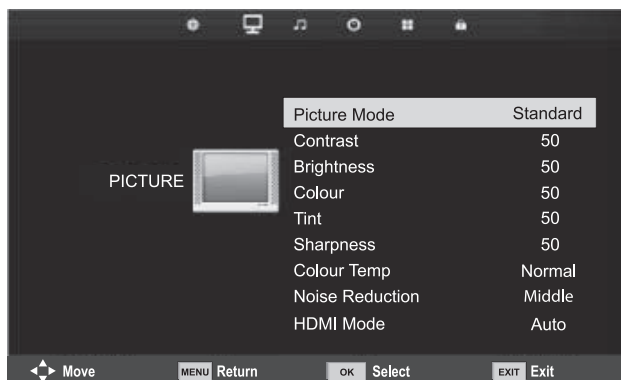 Picture Mode Standard
Contrast 50
Brightness 50
PICTURE
Colour 50
Tint 50
Sharpness 50
Colour Temp Normal
Noise Reduction Middle
HDMI Mode Auto
Move MENU Return OK Select EXIT Exit